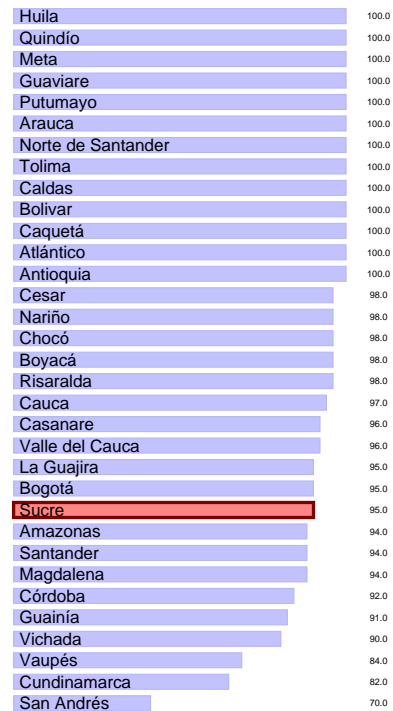 Huila 100.0
Quindío 100.0
Meta 100.0
Guaviare 100.0
Putumayo 100.0
Arauca 100.0
Norte de Santander 100.0
Tolima 100.0
Caldas 100.0
Bolivar 100.0
Caquetá 100.0
Atlántico 100.0
Antioquia 100.0
Cesar 98.0
Nariño 98.0
Chocó 98.0
Boyacá 98.0
Risaralda 98.0
Cauca 97.0
Casanare 96.0
Valle del Cauca 96.0
La Guajira 95.0
Bogotá 95.0
Sucre 95.0
Amazonas 94.0
Santander 94.0
Magdalena 94.0
Córdoba 92.0
Guainía 91.0
Vichada 90.0
Vaupés 84.0
Cundinamarca 82.0
San Andrés 70.0